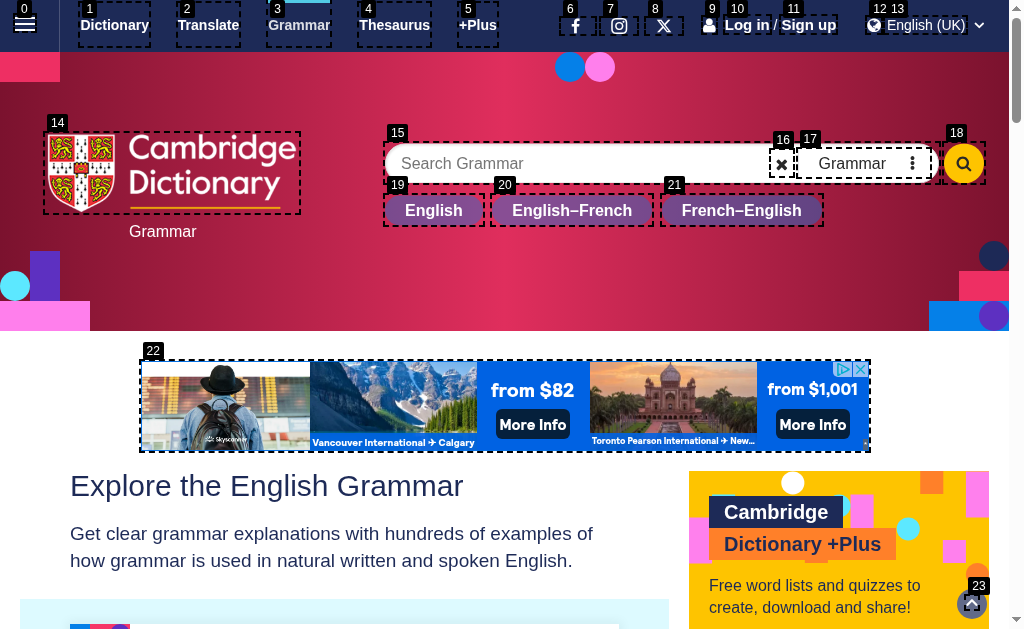 0 1 2 3 4 5 6 7 8 9 10 11 12 13
Dictionary Translate Grammar Thesaurus +Plus Log in / Sign up English (UK)
14
Cambridge
Dictionary
Grammar
15 16 17 18
Search Grammar Grammar
19 20 21
English English–French French–English
22
Skyscanner
Vancouver International ✈ Calgary
from $82
More Info
Toronto Pearson International ✈ New...
from $1,001
More Info
Explore the English Grammar
Get clear grammar explanations with hundreds of examples of
how grammar is used in natural written and spoken English.
Cambridge
Dictionary +Plus
Free word lists and quizzes to
create, download and share!
23